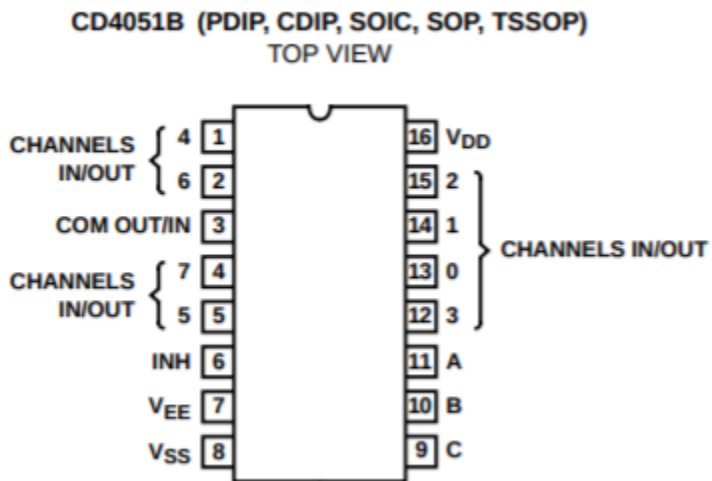 CD4051B (PDIP, CDIP, SOIC, SOP, TSSOP)
TOP VIEW
CHANNELS IN/OUT
4 1
6 2
COM OUT/IN 3
CHANNELS IN/OUT
7 4
5 5
INH 6
VEE 7
VSS 8
16 VDD
15 2
14 1
13 0
12 3
CHANNELS IN/OUT
11 A
10 B
9 C